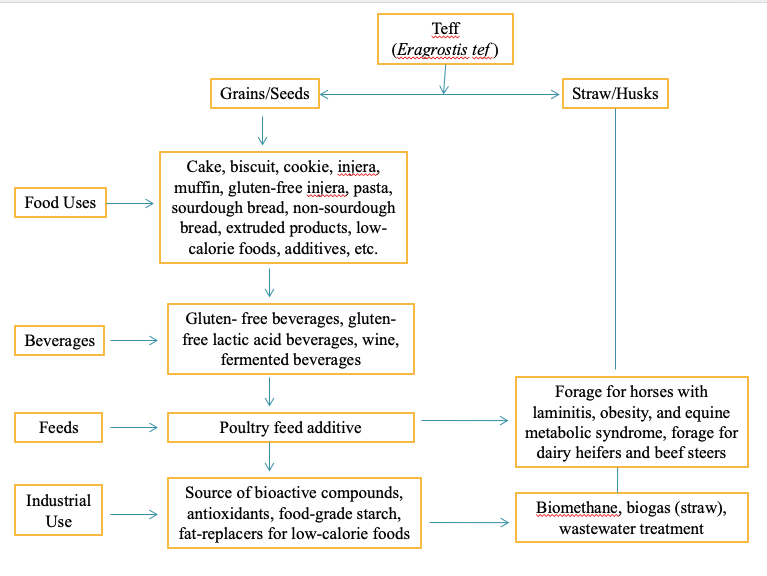 Teff
(Eragrostis tef)
Grains/Seeds
Straw/Husks
Food Uses
Cake, biscuit, cookie, injera,
muffin, gluten-free injera, pasta,
sourdough bread, non-sourdough
bread, extruded products, low-
calorie foods, additives, etc.
Beverages
Gluten- free beverages, gluten-
free lactic acid beverages, wine,
fermented beverages
Feeds
Poultry feed additive
Forage for horses with
laminitis, obesity, and equine
metabolic syndrome, forage for
dairy heifers and beef steers
Industrial
Use
Source of bioactive compounds,
antioxidants, food-grade starch,
fat-replacers for low-calorie foods
Biomethane, biogas (straw),
wastewater treatment